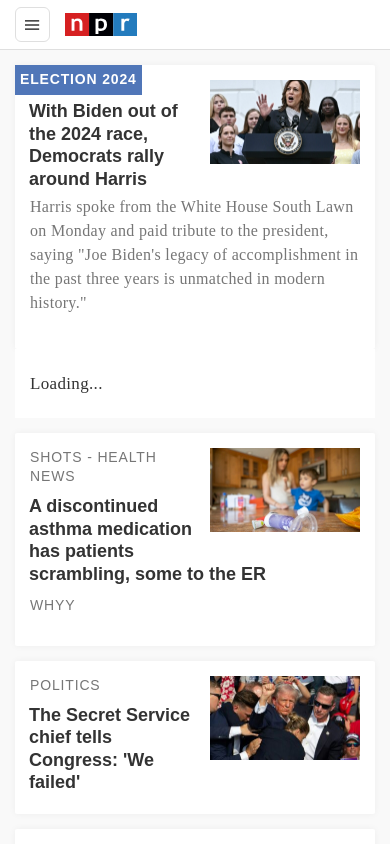 npr
ELECTION 2024
With Biden out of
the 2024 race,
Democrats rally
around Harris
Harris spoke from the White House South Lawn
on Monday and paid tribute to the president,
saying "Joe Biden's legacy of accomplishment in
the past three years is unmatched in modern
history."
Loading...
SHOTS - HEALTH
NEWS
A discontinued
asthma medication
has patients
scrambling, some to the ER
WHYY
POLITICS
The Secret Service
chief tells
Congress: 'We
failed'